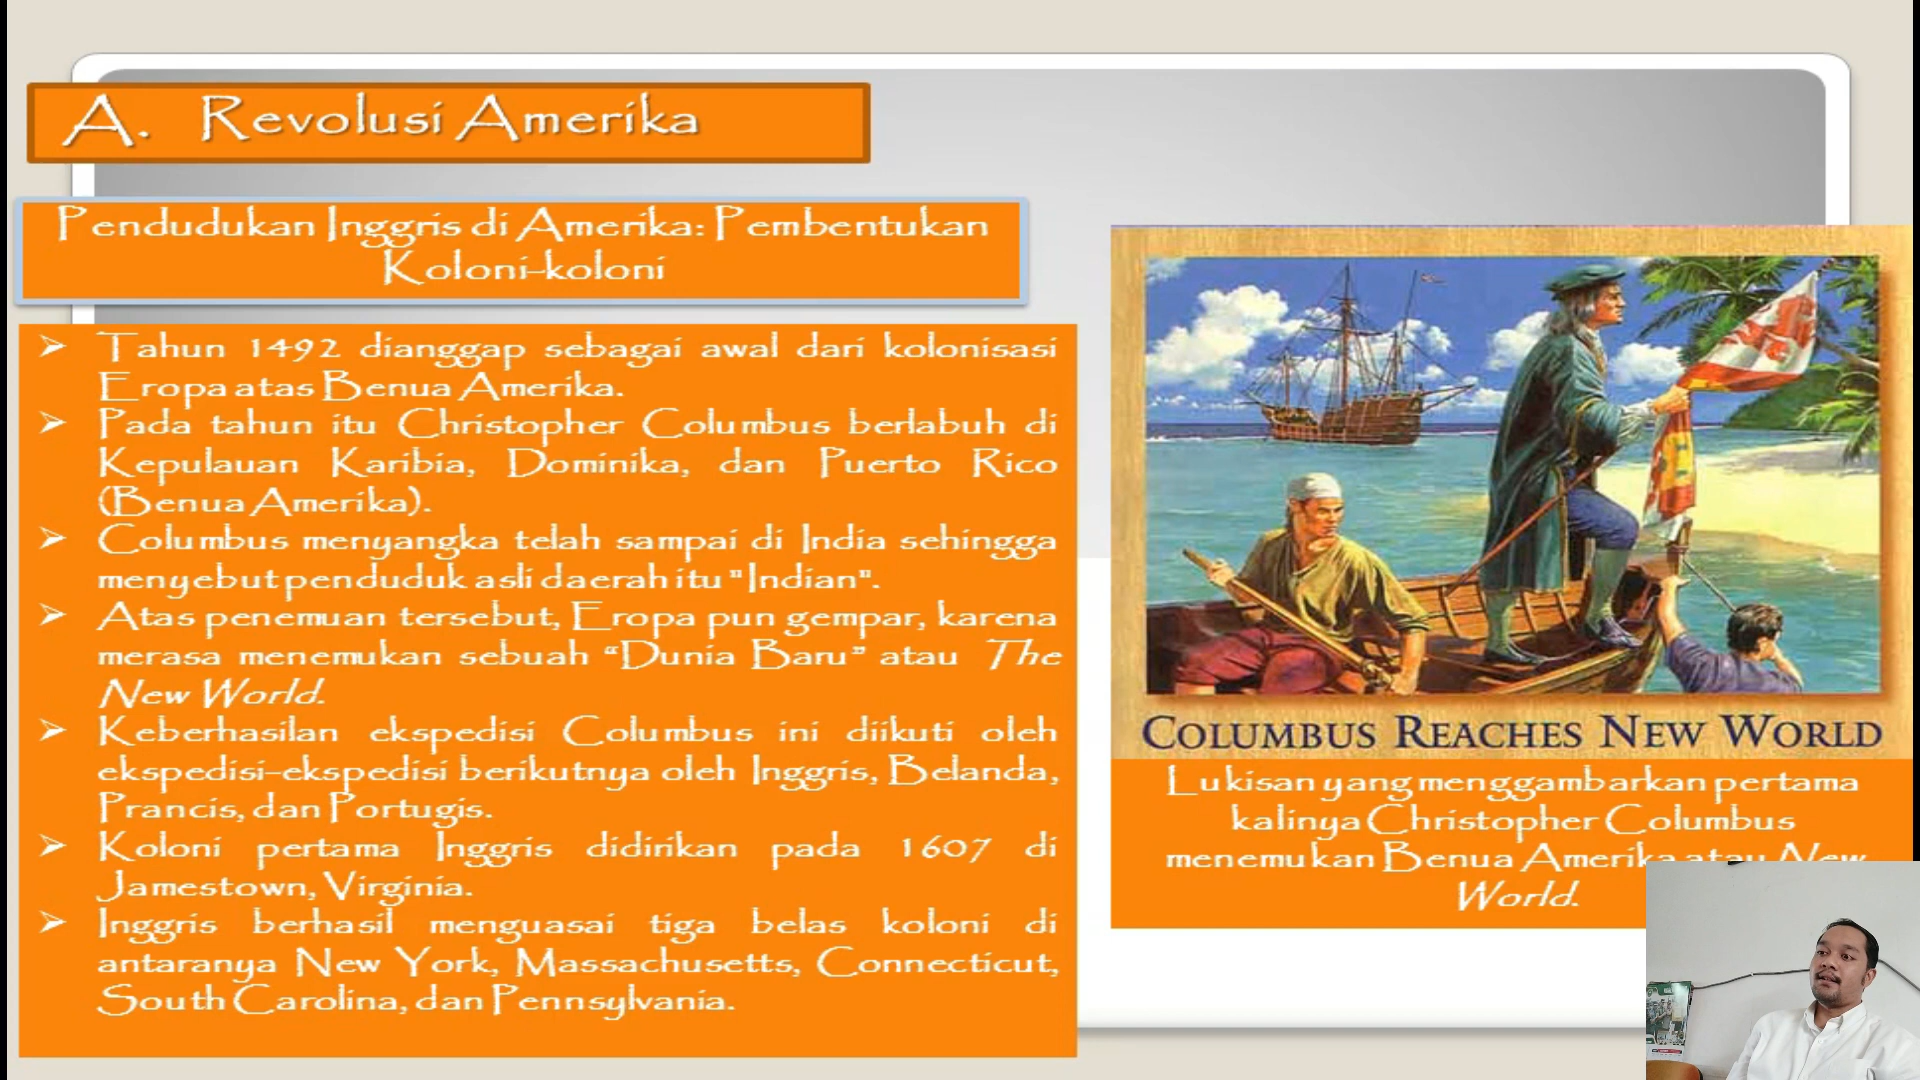 A. Revolusi Amerika
Pendudukan Inggris di Amerika: Pembentukan
Koloni-koloni
➢ Tahun 1492 dianggap sebagai awal dari kolonisasi
Eropa atas Benua Amerika.
➢ Pada tahun itu Christopher Columbus berlabuh di
Kepulauan Karibia, Dominika, dan Puerto Rico
(Benua Amerika).
➢ Columbus menyangka telah sampai di India sehingga
menyebut penduduk asli daerah itu "Indian".
➢ Atas penemuan tersebut, Eropa pun gempar, karena
merasa menemukan sebuah “Dunia Baru” atau The
New World.
➢ Keberhasilan ekspedisi Columbus ini diikuti oleh
ekspedisi-ekspedisi berikutnya oleh Inggris, Belanda,
Prancis, dan Portugis.
➢ Koloni pertama Inggris didirikan pada 1607 di
Jamestown, Virginia.
➢ Inggris berhasil menguasai tiga belas koloni di
antaranya New York, Massachusetts, Connecticut,
South Carolina, dan Pennsylvania.
COLUMBUS REACHES NEW WORLD
Lukisan yang menggambarkan pertama
kalinya Christopher Columbus
menemukan Benua Amerika atau New
World.